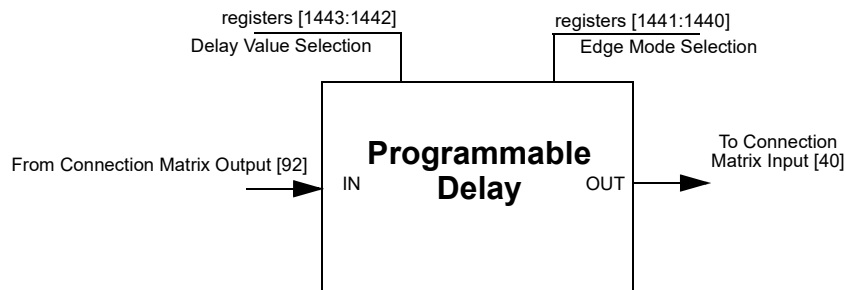 registers [1443:1442]
Delay Value Selection
registers [1441:1440]
Edge Mode Selection
From Connection Matrix Output [92]
IN
Programmable
Delay
OUT
To Connection
Matrix Input [40]